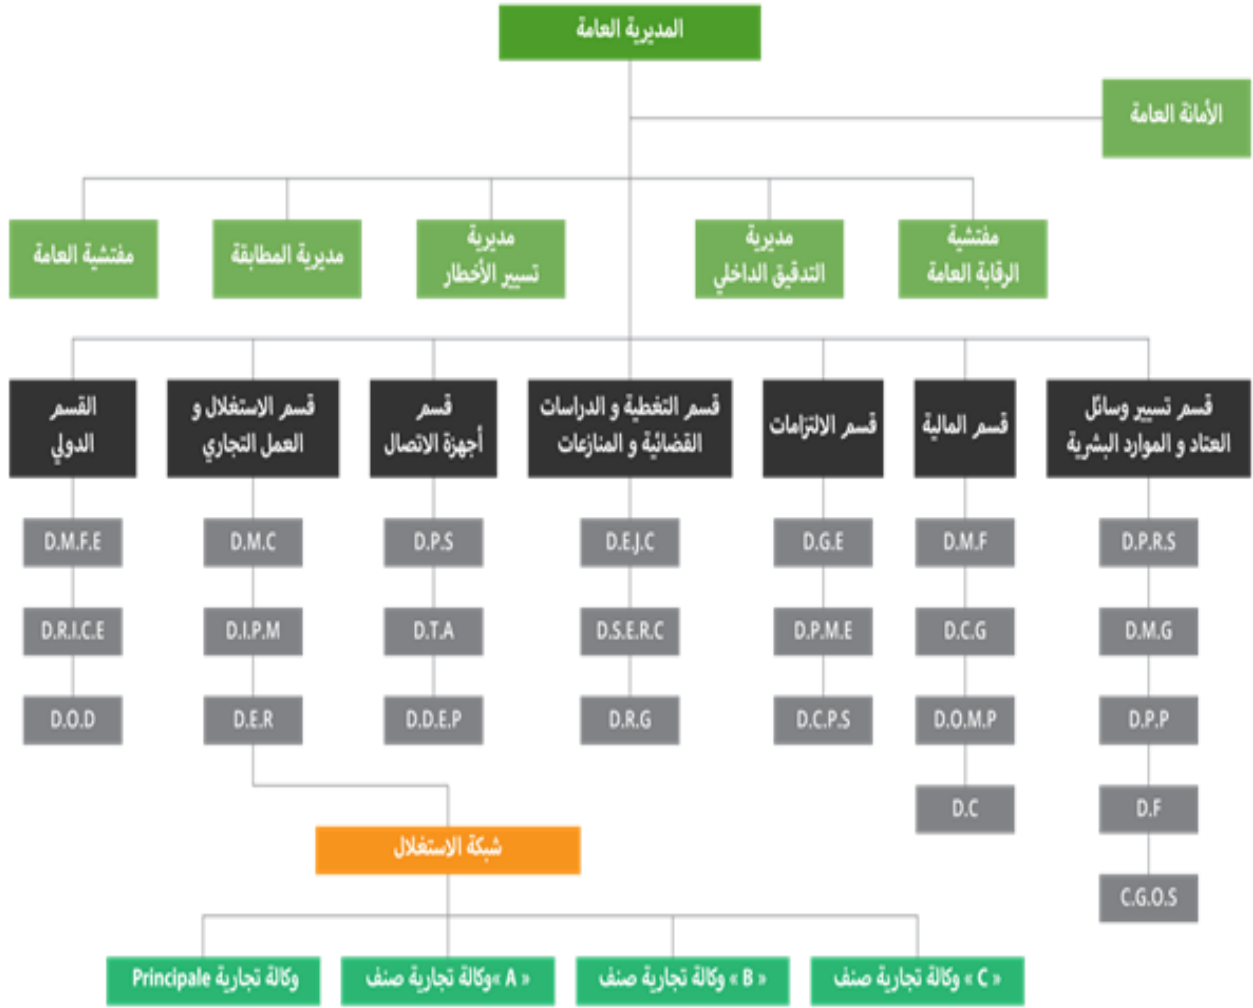 المديرية العامة
الأمانة العامة
مفتشية
الرقابة العامة
مديرية
التدقيق الداخلي
مديرية
تسيير الأخطار
مديرية المطابقة
مفتشية العامة
قسم تسيير وسائل
العتاد و الموارد البشرية
قسم المالية
قسم الالتزامات
قسم التغطية و الدراسات
القضائية و المنازعات
قسم
أجهزة الاتصال
قسم الاستغلال و
العمل التجاري
القسم
الدولي
D.P.R.S
D.M.F
D.G.E
D.E.J.C
D.P.S
D.M.C
D.M.F.E
D.M.G
D.C.G
D.P.M.E
D.S.E.R.C
D.T.A
D.I.P.M
D.R.I.C.E
D.P.P
D.O.M.P
D.C.P.S
D.R.G
D.D.E.P
D.E.R
D.O.D
D.F
D.C
C.G.O.S
شبكة الاستغلال
وكالة تجارية صنف « C »
وكالة تجارية صنف « B »
وكالة تجارية صنف« A »
وكالة تجارية Principale